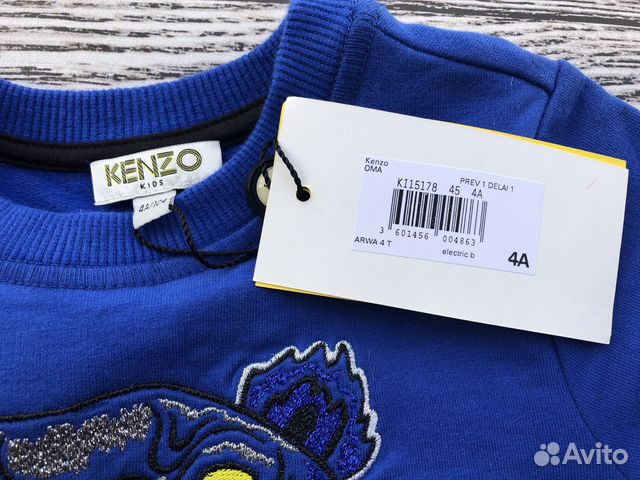 KENZO
KIDS
Kenzo
OMA
PREV 1 DELAI 1
KI15178 45 4A
3 601456 004863
ARWA 4 T
electric b
4A
Avito